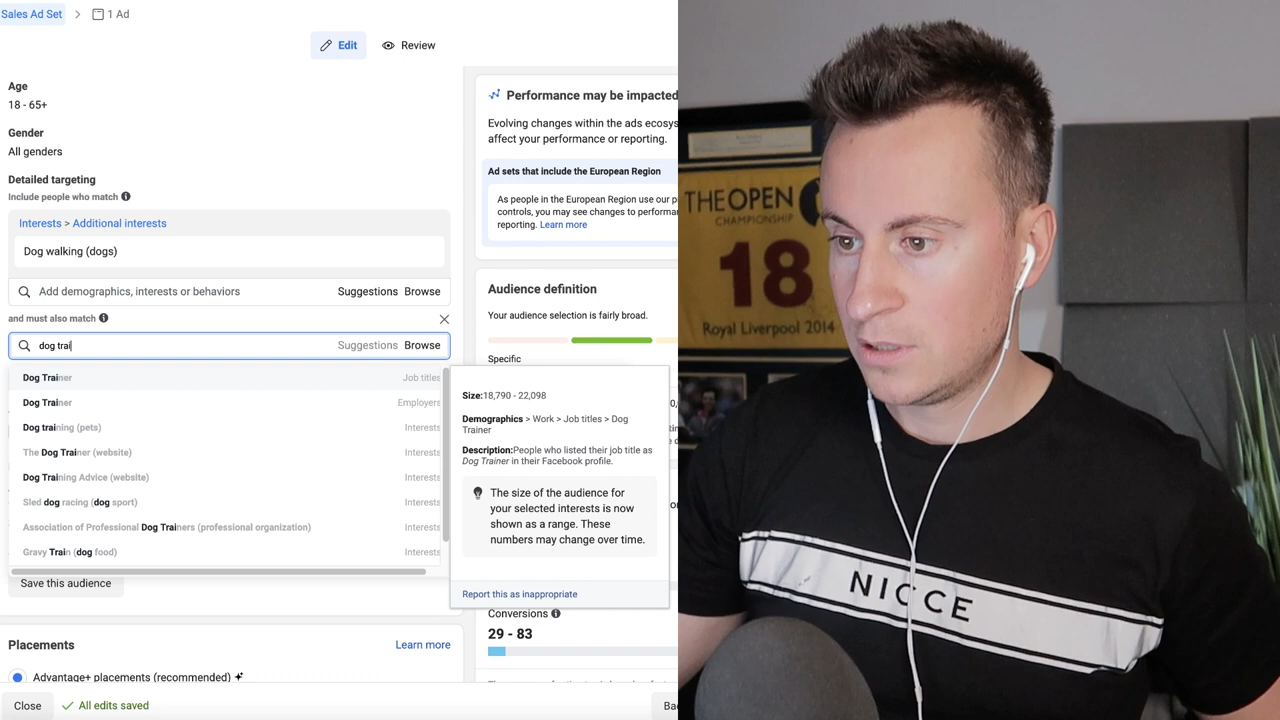 Sales Ad Set
1 Ad
Edit
Review
Age
18 - 65+
Gender
All genders
Detailed targeting
Include people who match
Interests > Additional interests
Dog walking (dogs)
Add demographics, interests or behaviors
Suggestions
Browse
and must also match
dog trai
Suggestions
Browse
Dog Trainer Job titles
Dog Trainer Employers
Dog training (pets) Interests
The Dog Trainer (website) Interests
Dog Training Advice (website) Interests
Sled dog racing (dog sport) Interests
Association of Professional Dog Trainers (professional organization) Interests
Gravy Train (dog food) Interests
Save this audience
Placements
Learn more
Advantage+ placements (recommended)
Close
All edits saved
Performance may be impacted
Evolving changes within the ads ecosys
affect your performance or reporting.
Ad sets that include the European Region
As people in the European Region use our p
controls, you may see changes to performa
reporting. Learn more
Audience definition
Your audience selection is fairly broad.
Specific
Size:18,790 - 22,098
Demographics > Work > Job titles > Dog
Trainer
Description:People who listed their job title as
Dog Trainer in their Facebook profile.
The size of the audience for
your selected interests is now
shown as a range. These
numbers may change over time.
Report this as inappropriate
Conversions
29 - 83
Ba
THE OPEN
CHAMPIONSHIP
18
Royal Liverpool 2014
NICCE